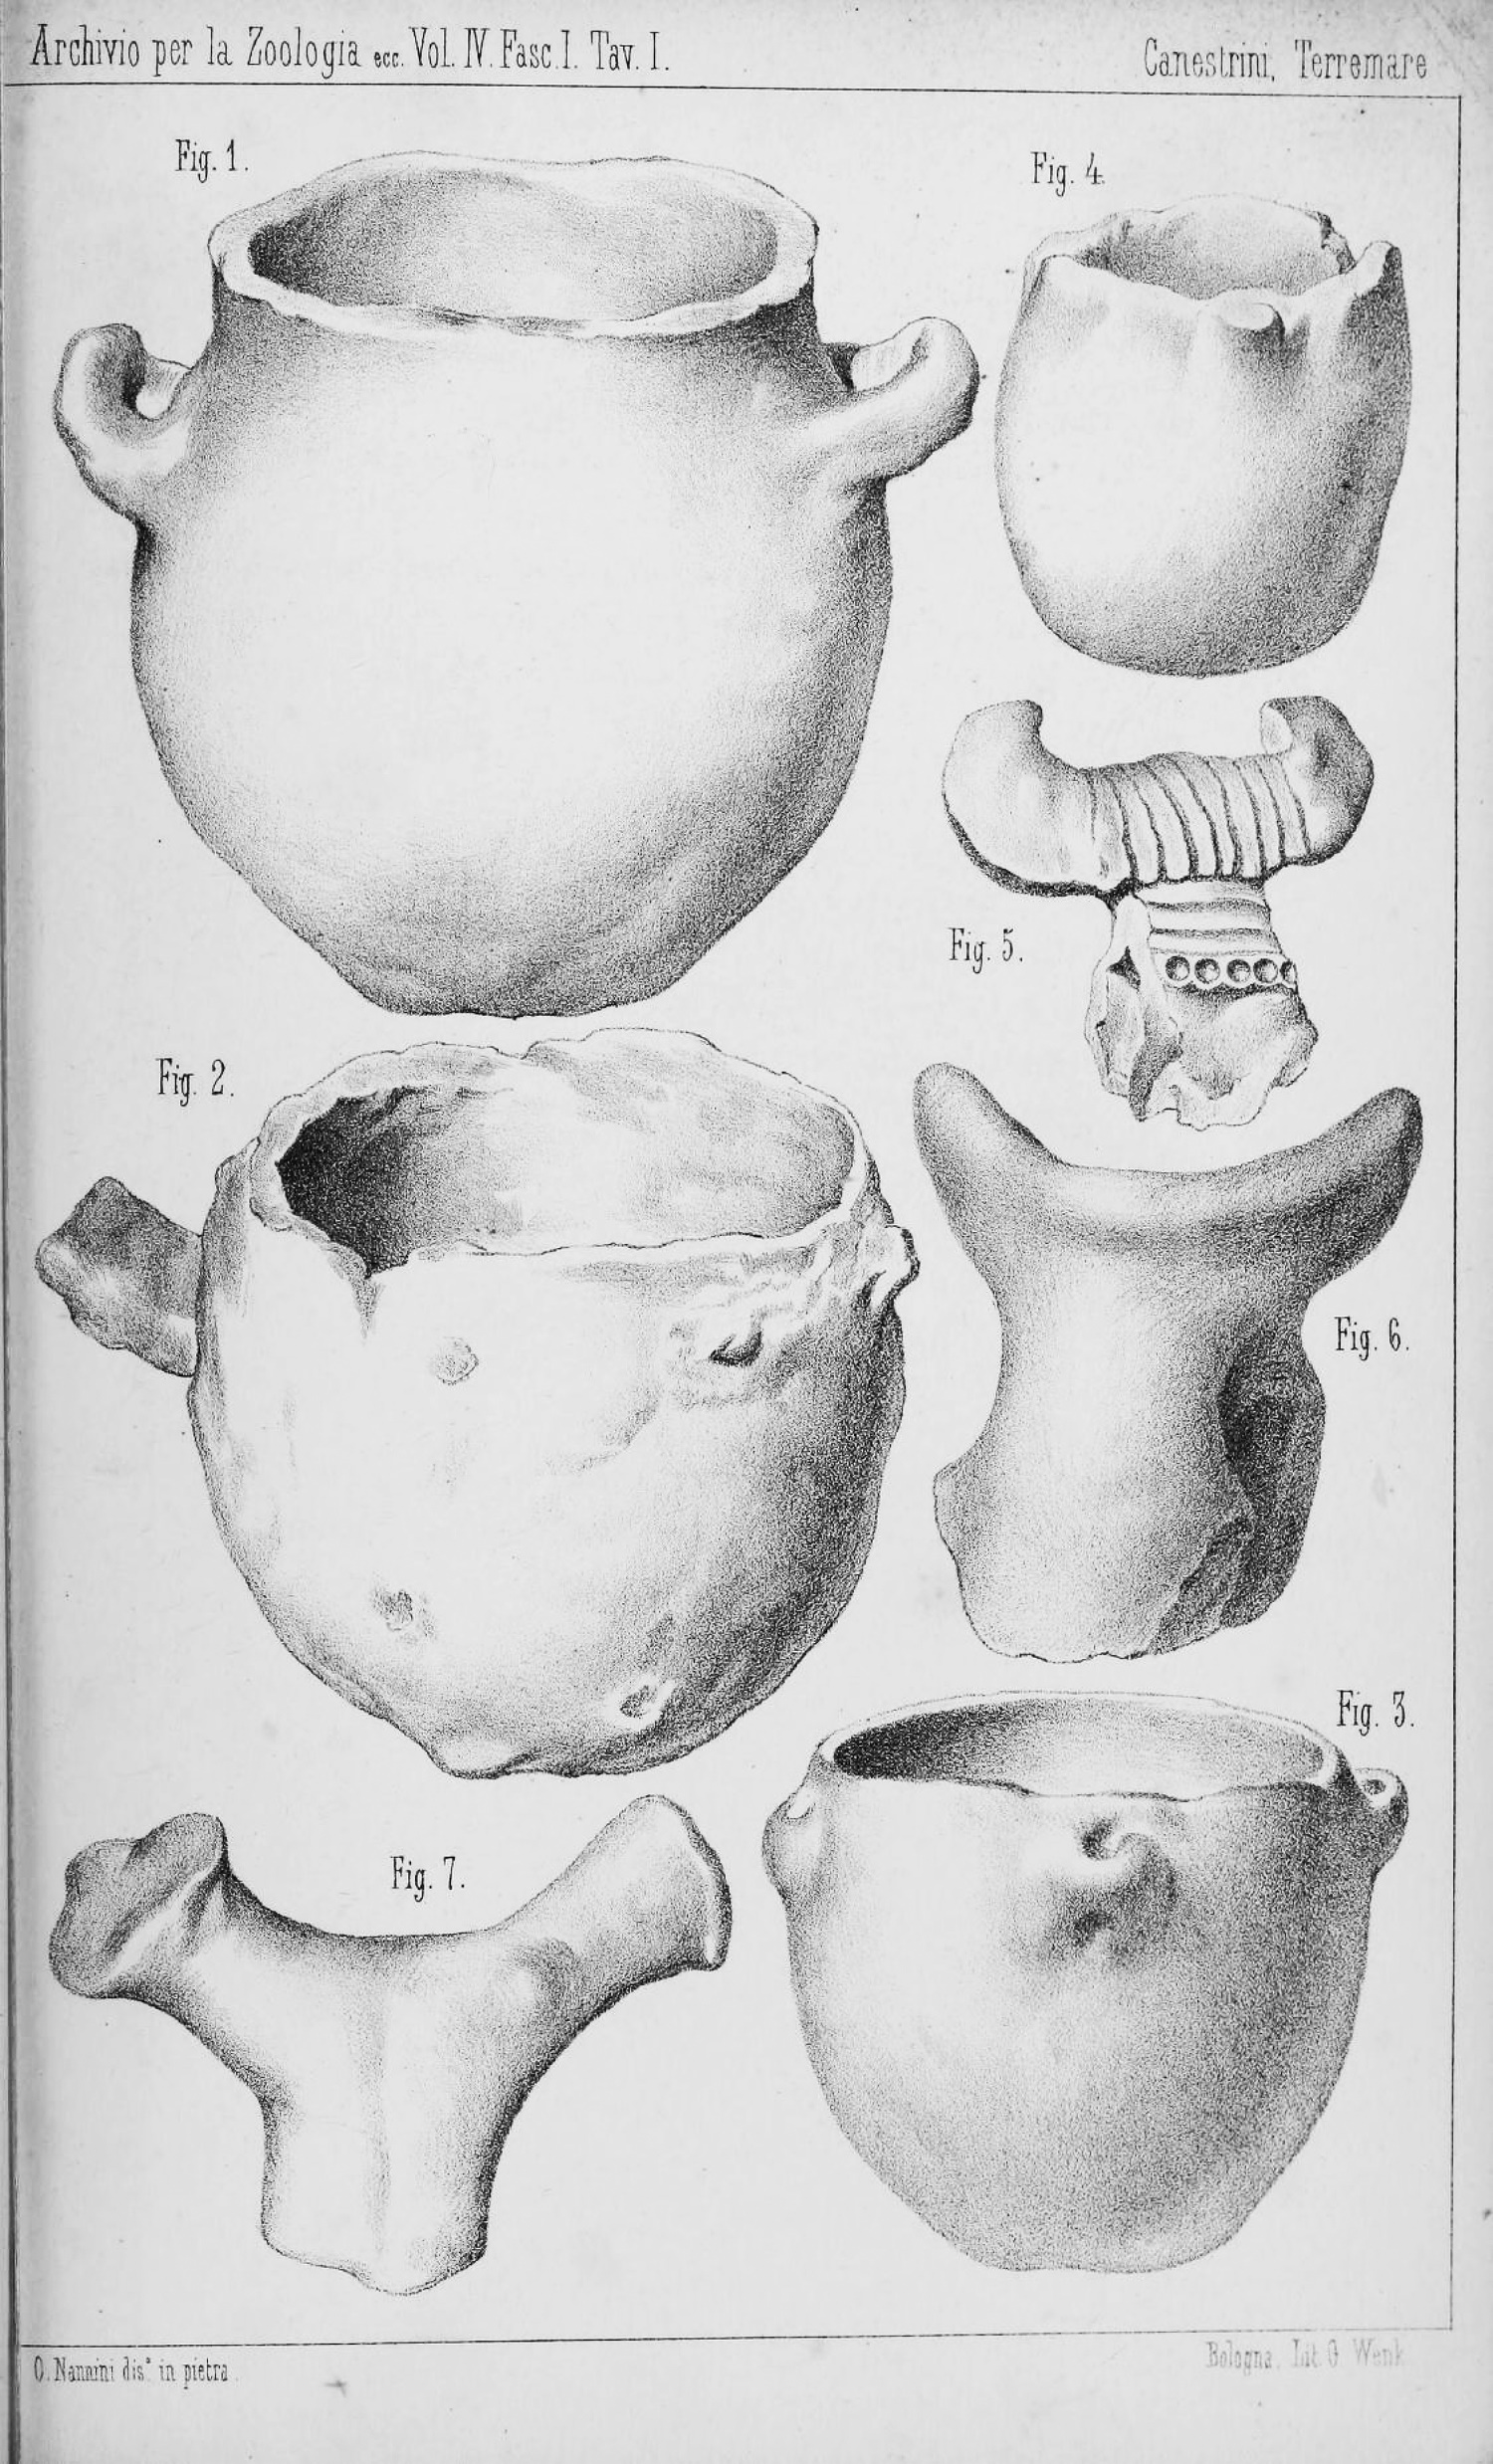 Archivio per la Zoologia ecc. Vol. IV. Fasc. I. Tav. I.
Canestrini, Terremare
Fig. 1.
Fig. 4.
Fig. 5.
Fig. 2.
Fig. 6.
Fig. 3.
Fig. 7.
O. Nannini dis.° in pietra
Bologna. Lit. G. Wenk